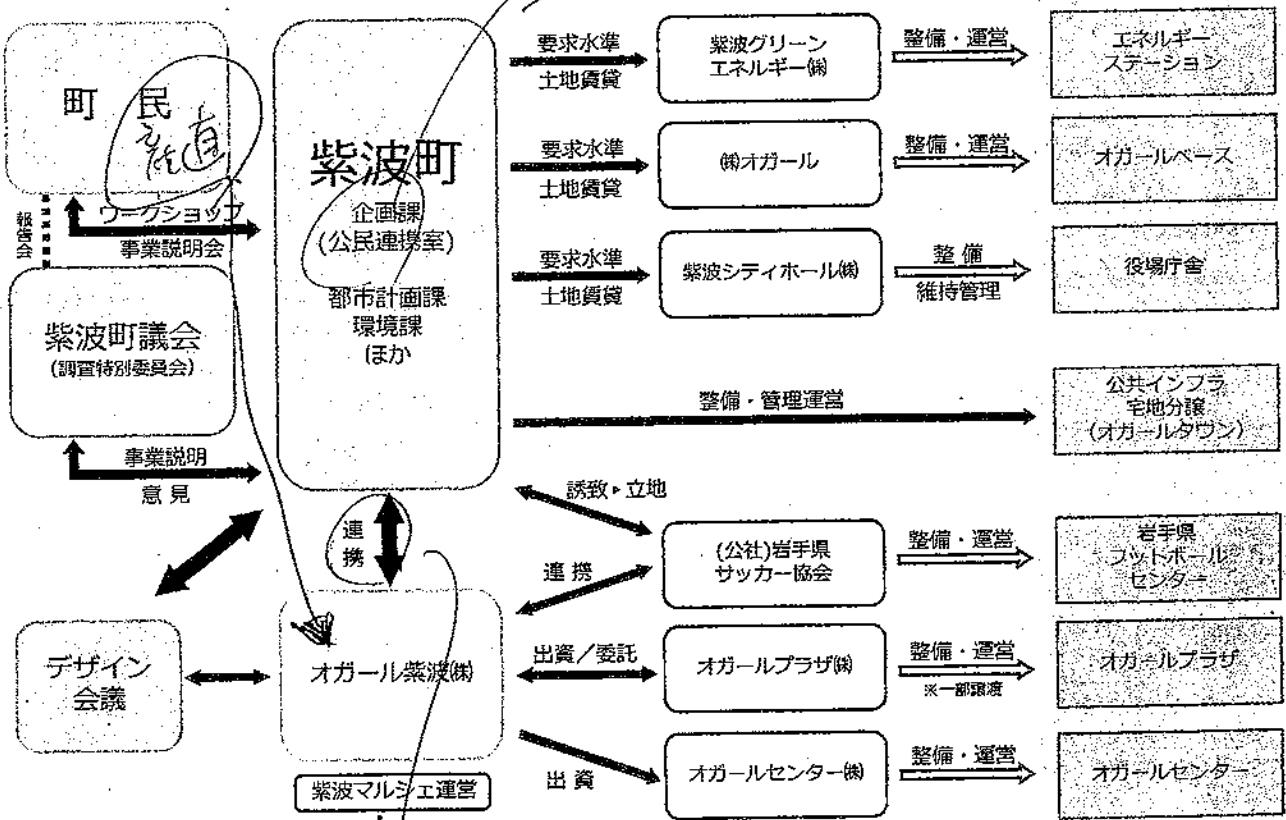 町民
産直
報告会
ワークショップ
事業説明会
紫波町議会
(調査特別委員会)
事業説明
意見
デザイン
会議
紫波町
企画課
(公民連携室)
都市計画課
環境課
ほか
連携
オガール紫波㈱
紫波マルシェ運営
要求水準
土地賃貸
紫波グリーン
エネルギー㈱
整備・運営
エネルギー
ステーション
要求水準
土地賃貸
㈱オガール
整備・運営
オガールベース
要求水準
土地賃貸
紫波シティホール㈱
整備
維持管理
役場庁舎
整備・管理運営
公共インフラ
宅地分譲
(オガールタウン)
誘致・立地
連携
(公社)岩手県
サッカー協会
整備・運営
岩手県
フットボール
センター
出資/委託
オガールプラザ㈱
整備・運営
※一部譲渡
オガールプラザ
出資
オガールセンター㈱
整備・運営
オガールセンター